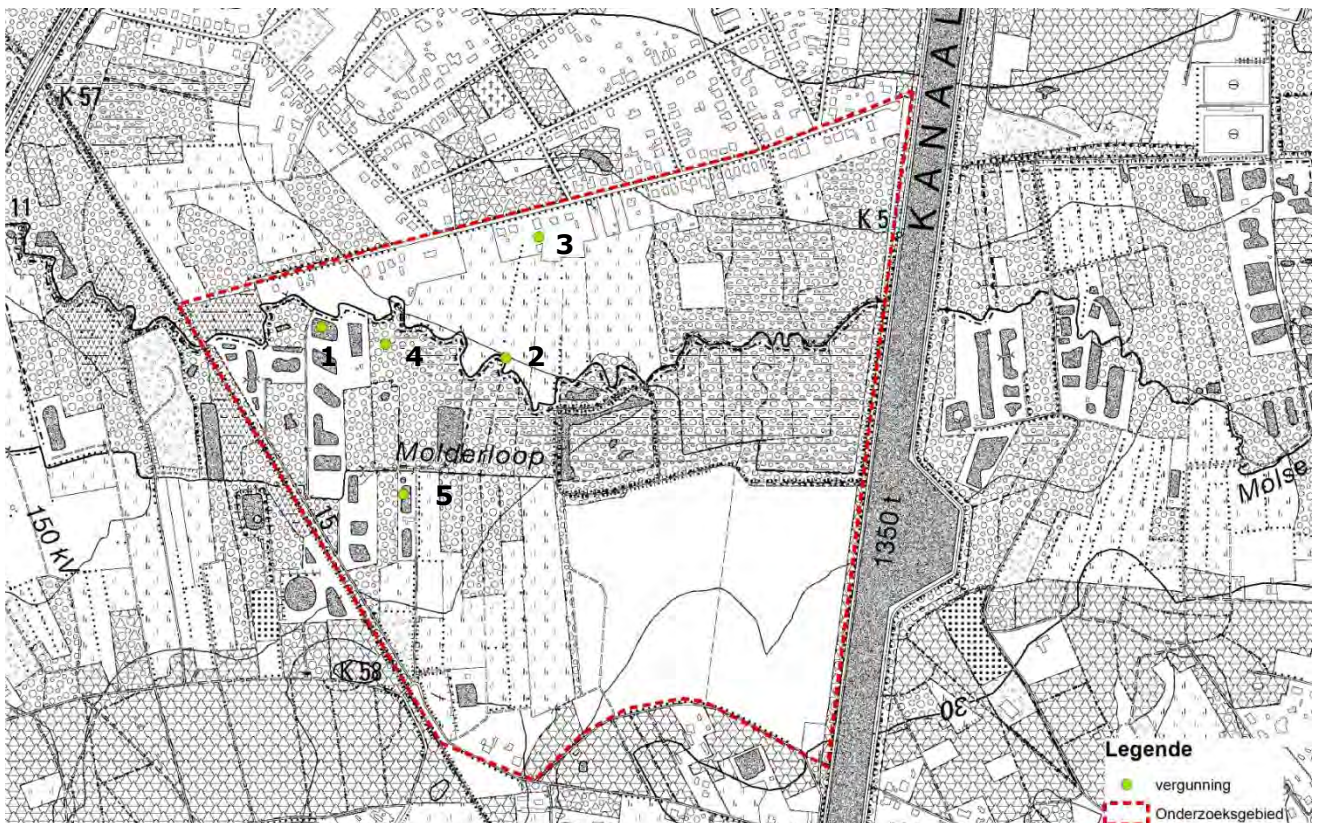 K 57
KANAAL
11
K 5
3
1
4
2
Molderloop
5
15
150 kV
1350 t
Molse
K 58
30
Legende
vergunning
Onderzoeksgebied